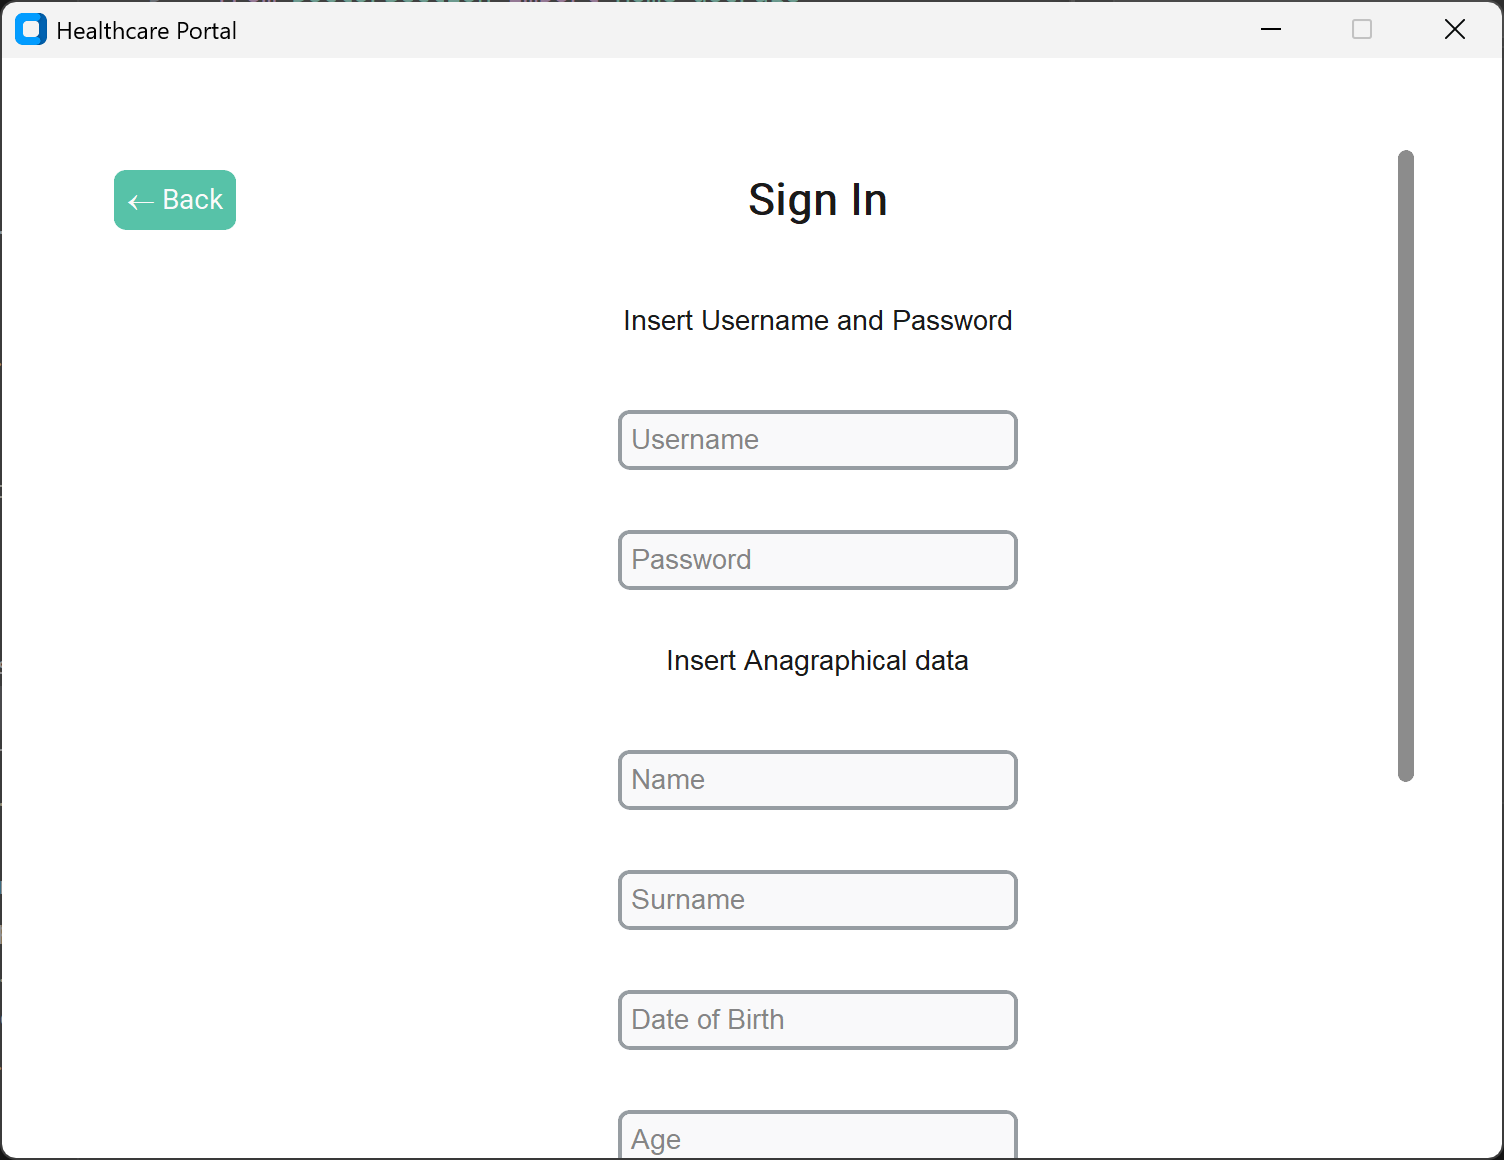 Healthcare Portal
← Back
Sign In
Insert Username and Password
Username
Password
Insert Anagraphical data
Name
Surname
Date of Birth
Age